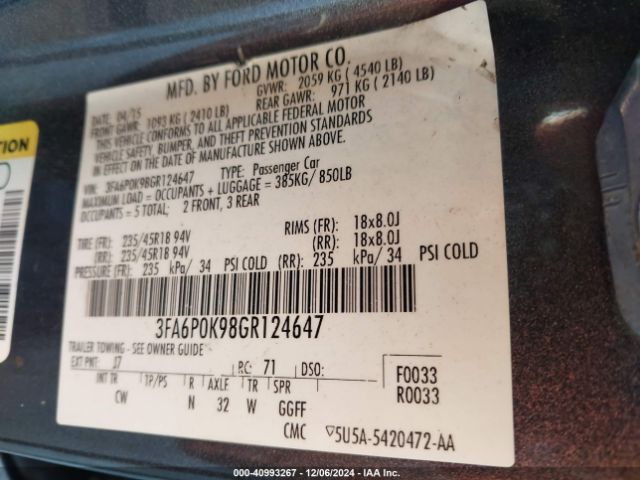 MFD. BY FORD MOTOR CO.
DATE: 04/15 GVWR: 2059 KG ( 4540 LB)
FRONT GAWR: 1093 KG ( 2410 LB) REAR GAWR: 971 KG ( 2140 LB)
THIS VEHICLE CONFORMS TO ALL APPLICABLE FEDERAL MOTOR
VEHICLE SAFETY, BUMPER, AND THEFT PREVENTION STANDARDS
IN EFFECT ON THE DATE OF MANUFACTURE SHOWN ABOVE.
VIN: 3FA6P0K98GR124647 TYPE: Passenger Car
MAXIMUM LOAD = OCCUPANTS + LUGGAGE = 385KG/ 850LB
OCCUPANTS = 5 TOTAL; 2 FRONT, 3 REAR
TIRE (FR): 235/45R18 94V RIMS (FR): 18x8.0J
(RR): 235/45R18 94V (RR): 18x8.0J
PRESSURE (FR): 235 kPa/ 34 PSI COLD (RR): 235 kPa/ 34 PSI COLD
3FA6P0K98GR124647
TRAILER TOWING - SEE OWNER GUIDE
EXT PNT: J7 RC: 71 DSO: F0033
R0033
INT TR TP/PS R AXLE TR SPR
CW N 32 W GGFF
CMC ▽5U5A-5420472-AA
000-40993267 - 12/06/2024 - IAAI.COM